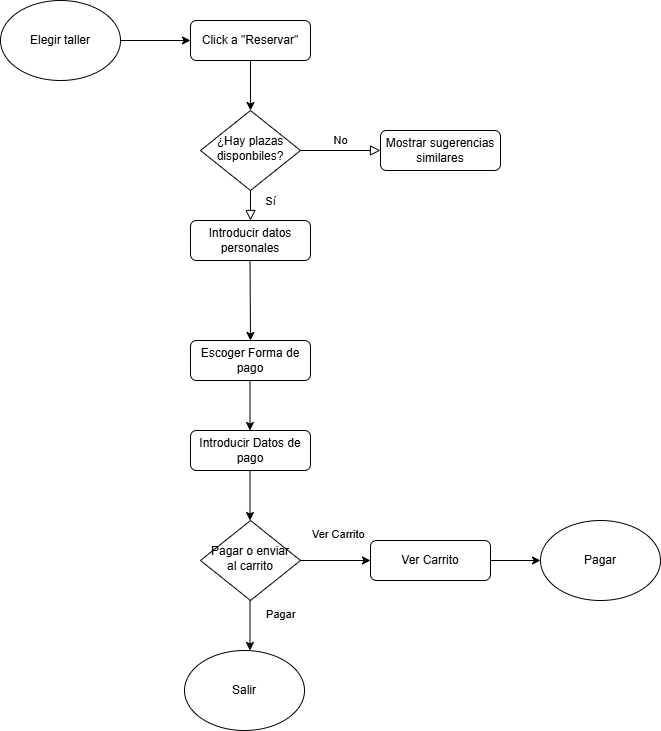 Elegir taller
Click a "Reservar"
¿Hay plazas
disponbiles?
No
Mostrar sugerencias
similares
Sí
Introducir datos
personales
Escoger Forma de
pago
Introducir Datos de
pago
Pagar o enviar
al carrito
Ver Carrito
Ver Carrito
Pagar
Pagar
Salir